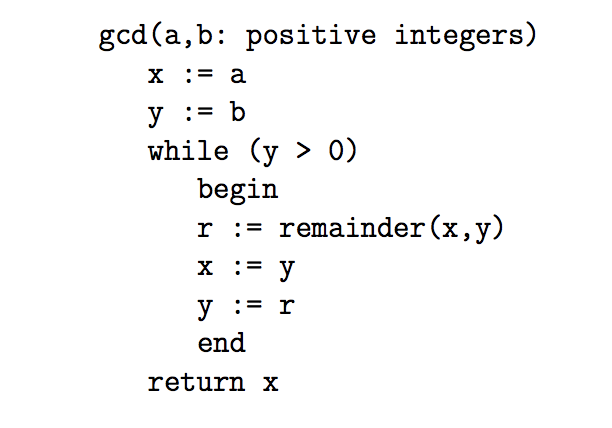 gcd(a,b: positive integers)
x := a
y := b
while (y > 0)
begin
r := remainder(x,y)
x := y
y := r
end
return x